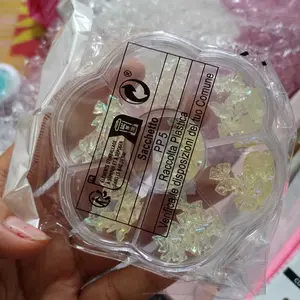 Sacchetto
PP 5
Raccolta Plastica
Verifica le disposizioni del tuo Comune